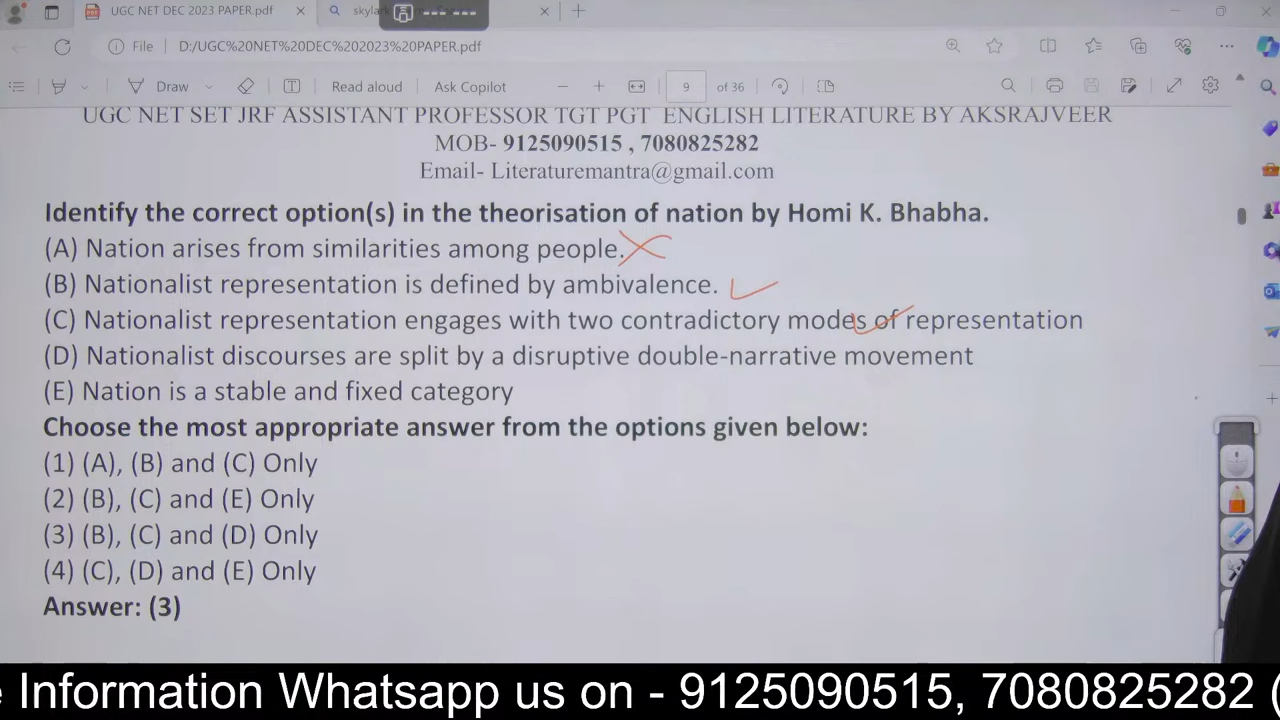 UGC NET DEC 2023 PAPER.pdf
skylark
File D:/UGC%20NET%20DEC%202023%20PAPER.pdf
Draw Read aloud Ask Copilot 9 of 36
UGC NET SET JRF ASSISTANT PROFESSOR TGT PGT ENGLISH LITERATURE BY AKSRAJVEER
MOB- 9125090515 , 7080825282
Email- Literaturemantra@gmail.com
Identify the correct option(s) in the theorisation of nation by Homi K. Bhabha.
(A) Nation arises from similarities among people.
(B) Nationalist representation is defined by ambivalence.
(C) Nationalist representation engages with two contradictory modes of representation
(D) Nationalist discourses are split by a disruptive double-narrative movement
(E) Nation is a stable and fixed category
Choose the most appropriate answer from the options given below:
(1) (A), (B) and (C) Only
(2) (B), (C) and (E) Only
(3) (B), (C) and (D) Only
(4) (C), (D) and (E) Only
Answer: (3)
Information Whatsapp us on - 9125090515, 7080825282 (